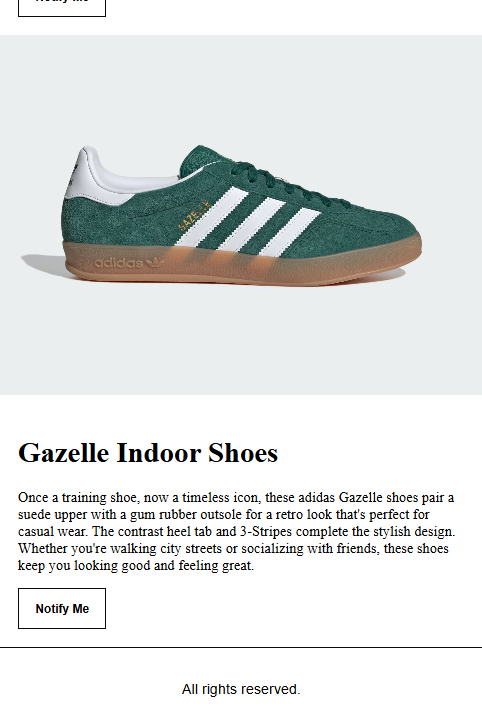 Notify Me
GAZELLE
adidas
Gazelle Indoor Shoes
Once a training shoe, now a timeless icon, these adidas Gazelle shoes pair a
suede upper with a gum rubber outsole for a retro look that's perfect for
casual wear. The contrast heel tab and 3-Stripes complete the stylish design.
Whether you're walking city streets or socializing with friends, these shoes
keep you looking good and feeling great.
Notify Me
All rights reserved.